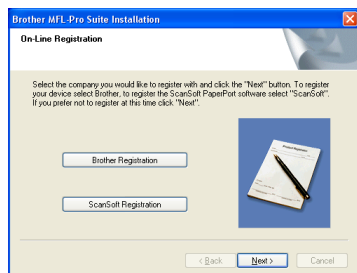 Brother MFL-Pro Suite Installation
On-Line Registration
Select the company you would like to register with and click the "Next" button. To register
your device select Brother, to register the ScanSoft PaperPort software select "ScanSoft".
If you prefer not to register at this time click "Next".
Product Registration
Brother Registration
ScanSoft Registration
< Back
Next >
Cancel